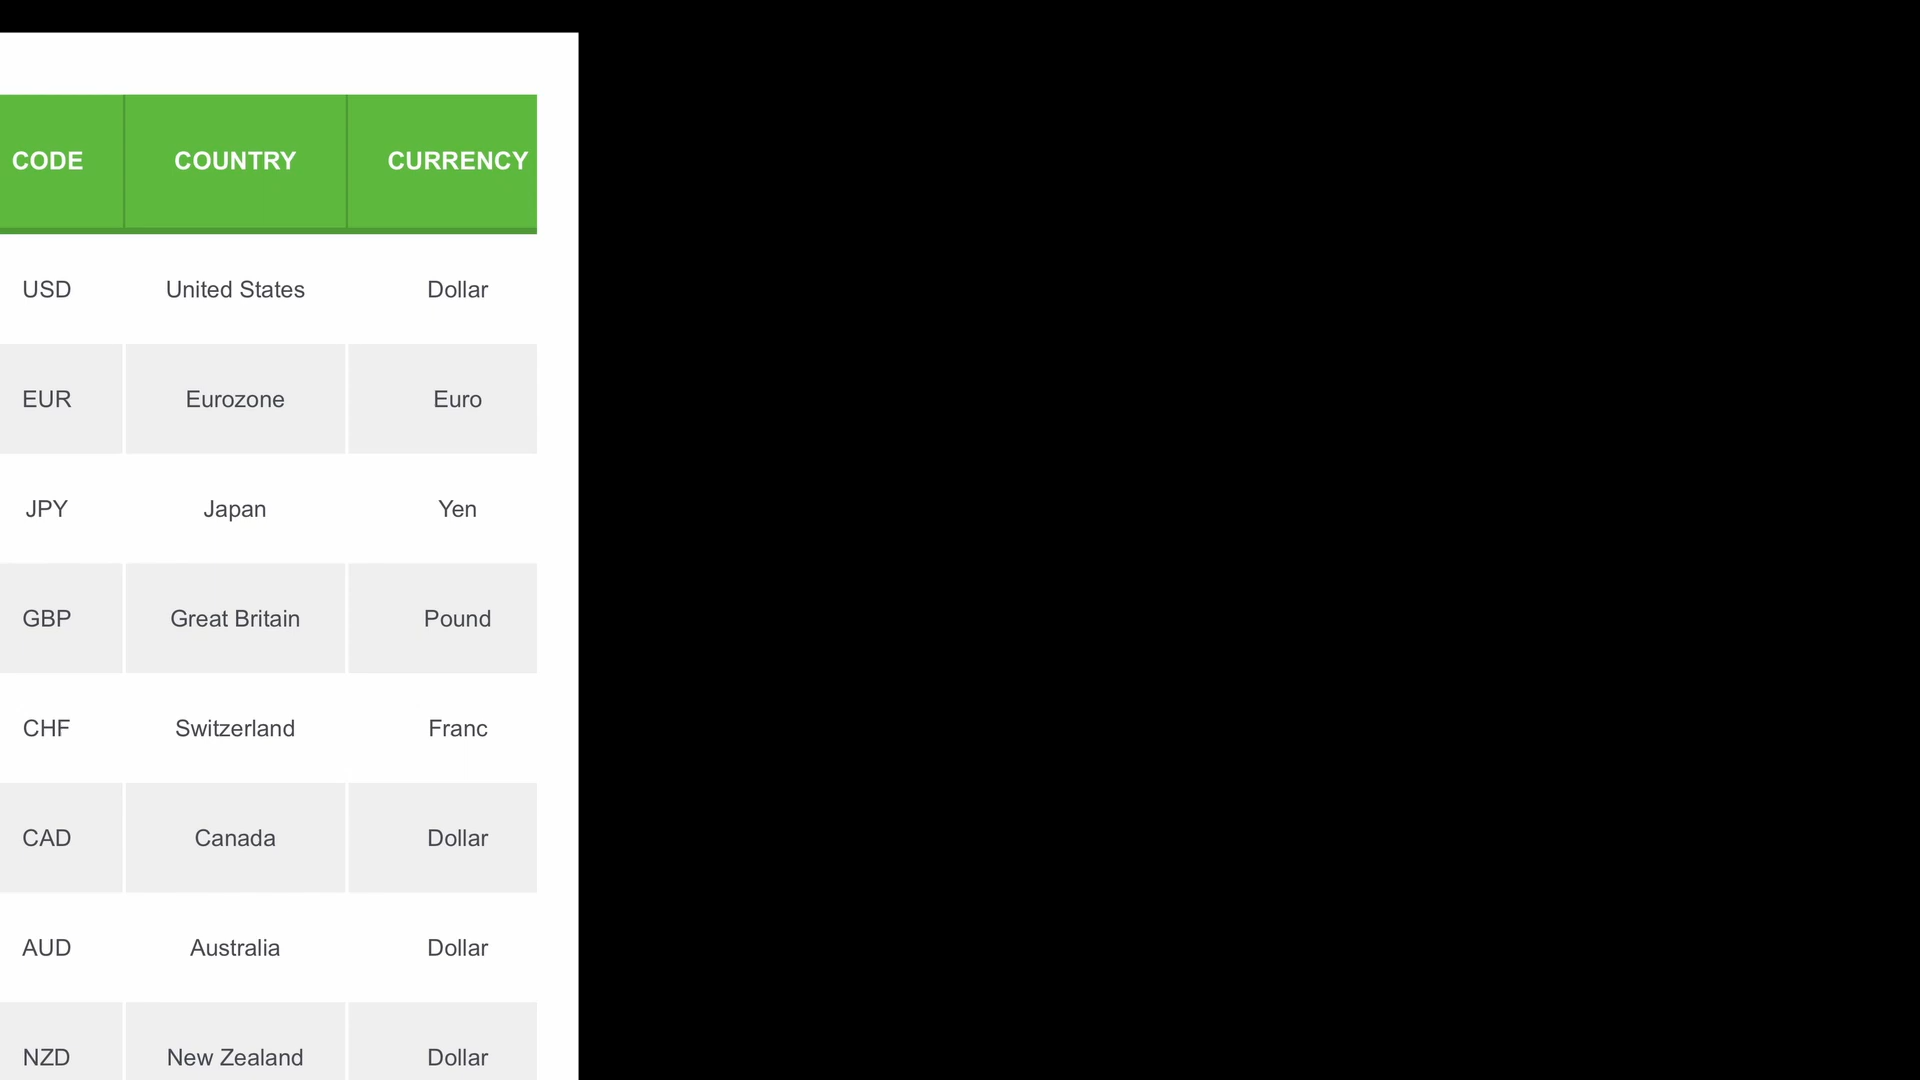 CODE COUNTRY CURRENCY
USD United States Dollar
EUR Eurozone Euro
JPY Japan Yen
GBP Great Britain Pound
CHF Switzerland Franc
CAD Canada Dollar
AUD Australia Dollar
NZD New Zealand Dollar